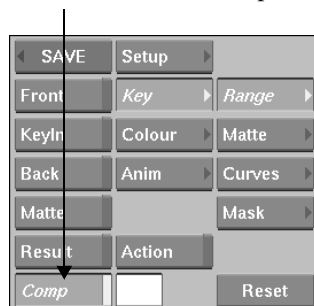 SAVE Setup
Front Key Range
KeyIn Colour Matte
Back Anim Curves
Matte Mask
Result Action
Comp Reset